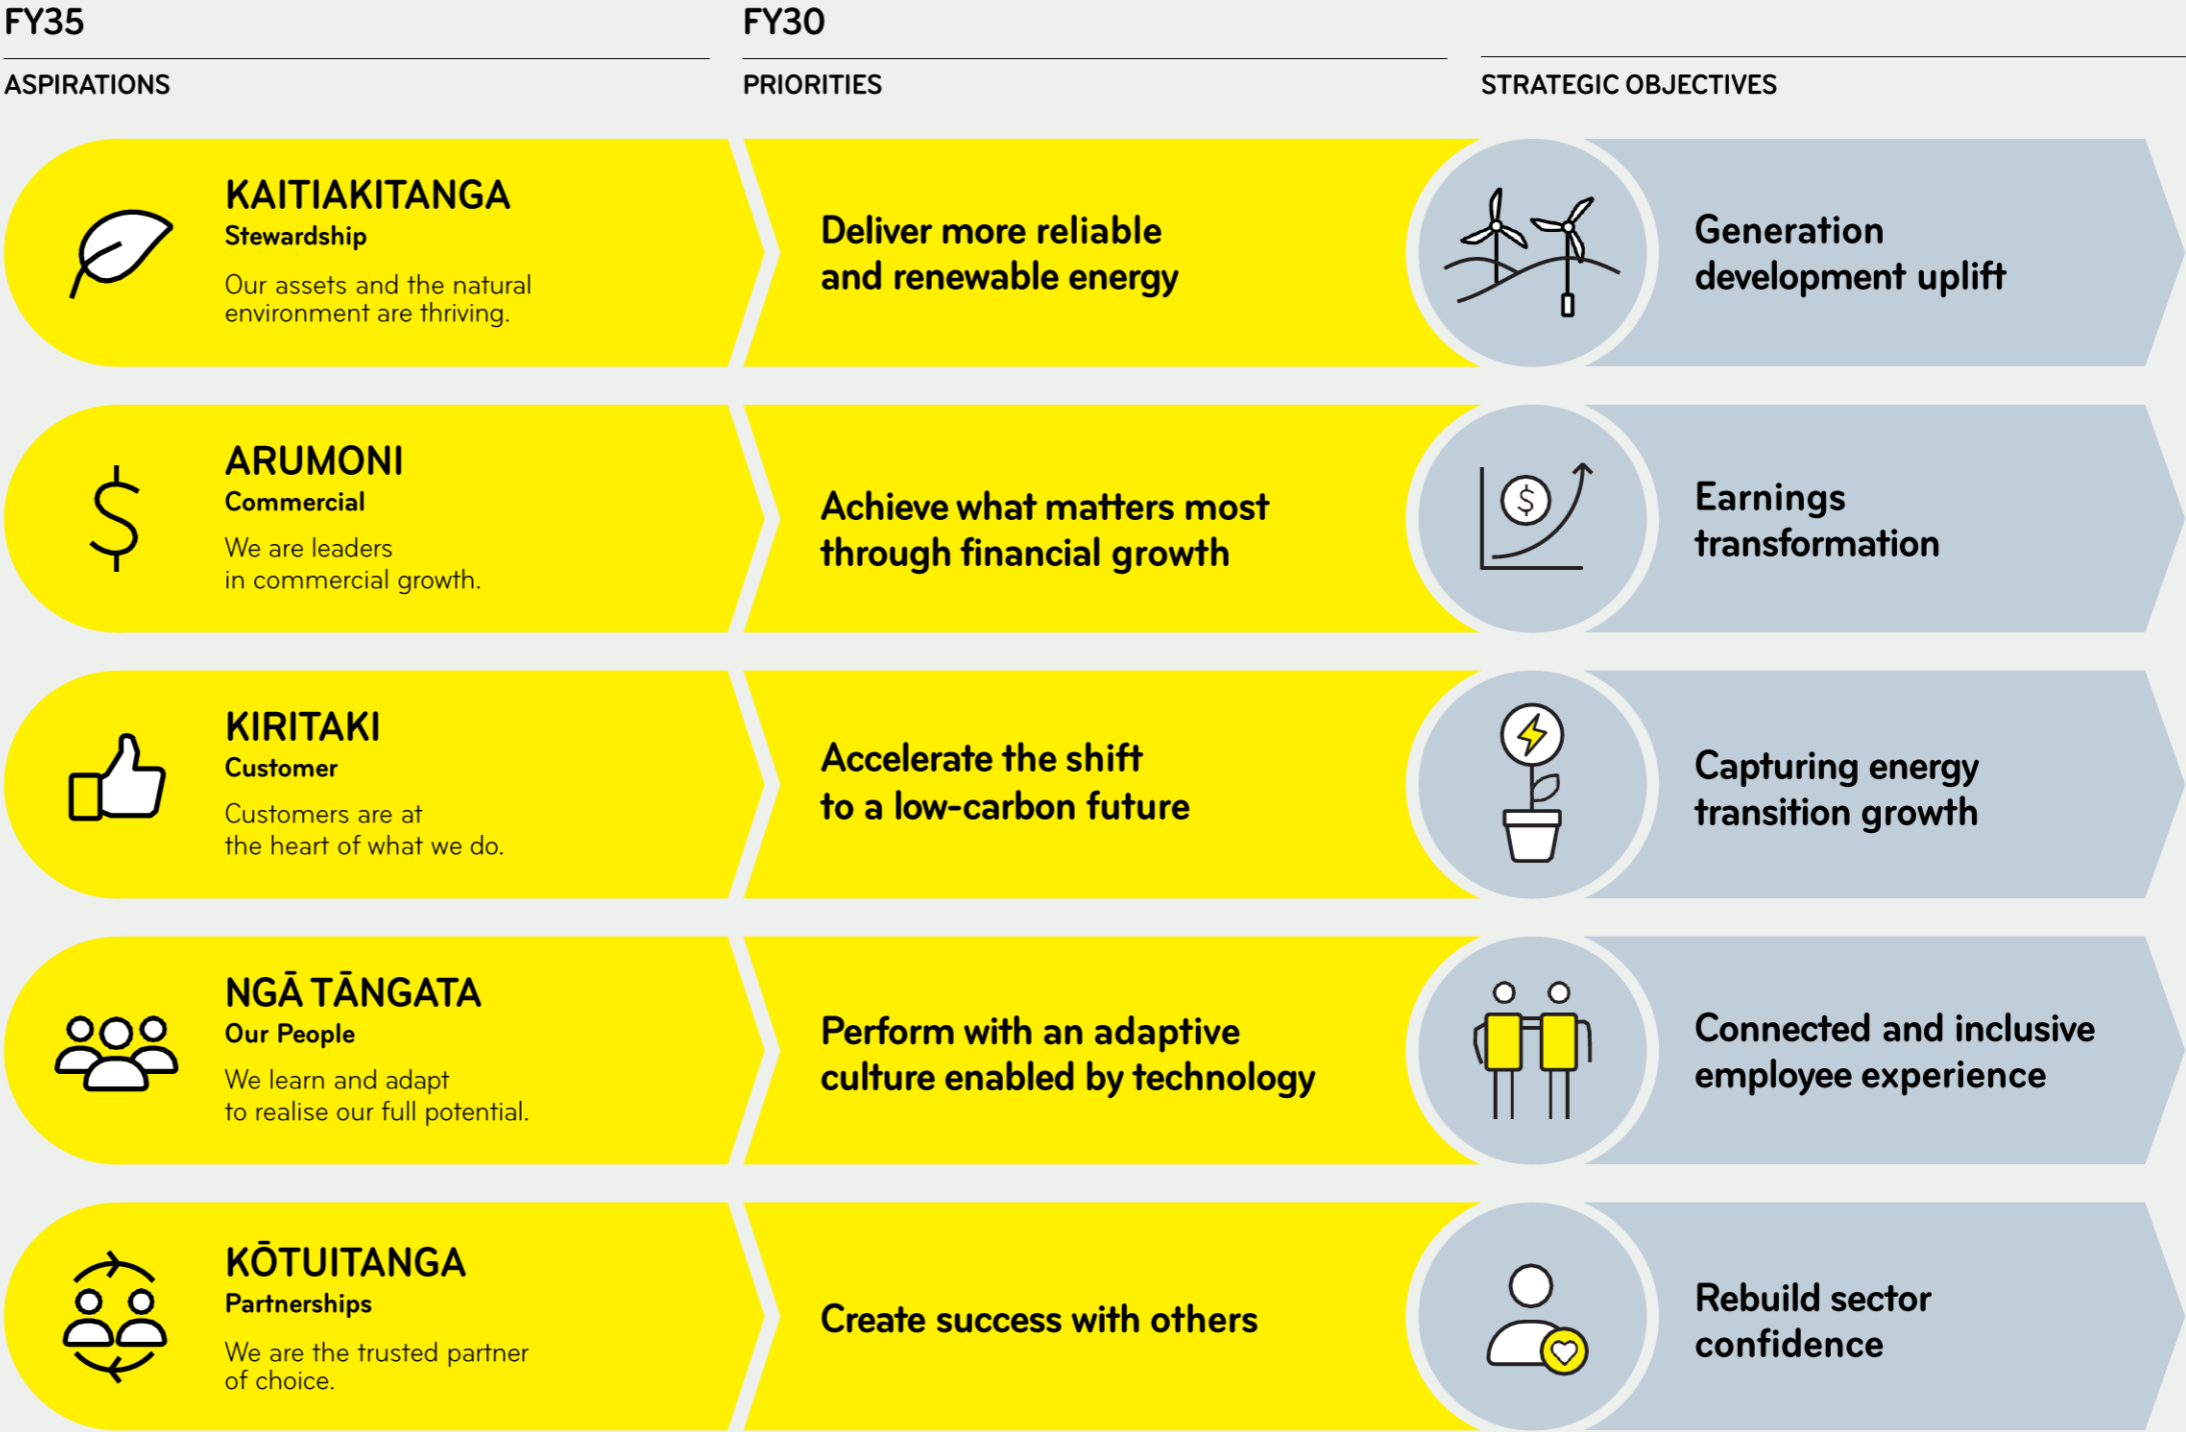 FY35
FY30
ASPIRATIONS
PRIORITIES
STRATEGIC OBJECTIVES
KAITIAKITANGA
Stewardship
Our assets and the natural
environment are thriving.
Deliver more reliable
and renewable energy
Generation
development uplift
ARUMONI
Commercial
We are leaders
in commercial growth.
Achieve what matters most
through financial growth
$
Earnings
transformation
KIRITAKI
Customer
Customers are at
the heart of what we do.
Accelerate the shift
to a low-carbon future
Capturing energy
transition growth
NGĀ TĀNGATA
Our People
We learn and adapt
to realise our full potential.
Perform with an adaptive
culture enabled by technology
Connected and inclusive
employee experience
KŌTUITANGA
Partnerships
We are the trusted partner
of choice.
Create success with others
Rebuild sector
confidence